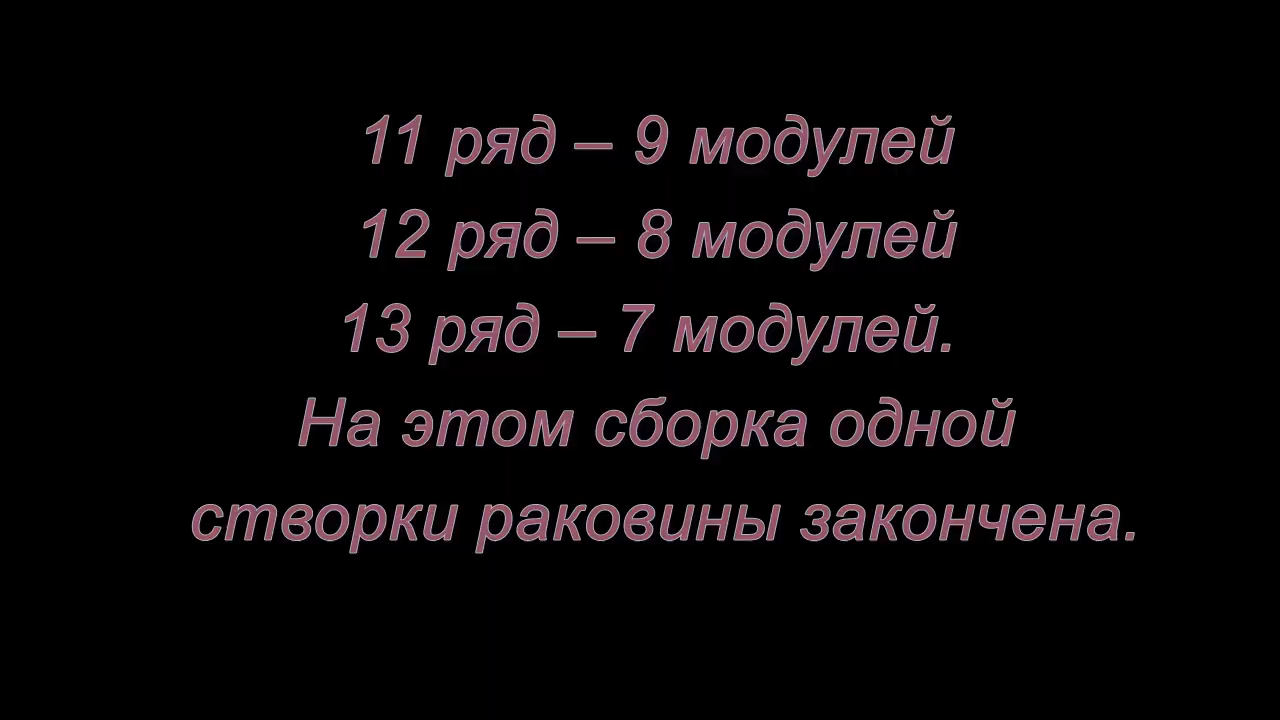 11 ряд – 9 модулей
12 ряд – 8 модулей
13 ряд – 7 модулей.
На этом сборка одной
створки раковины закончена.